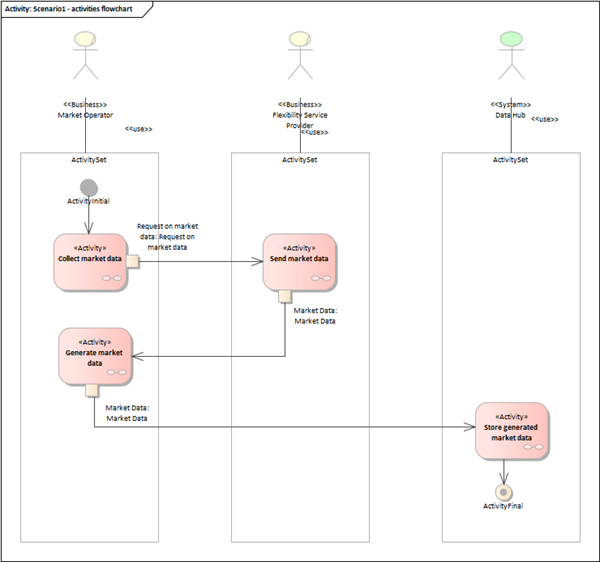 Activity: Scenario1 - activities flowchart
<<Business>>
Market Operator
<<use>>
<<Business>>
Flexibility Service
Provider
<<use>>
<<System>>
Data Hub
<<use>>
ActivitySet
ActivitySet
ActivitySet
ActivityInitial
«Activity»
Collect market data
Request on market
data: Request on
market data
«Activity»
Send market data
Market Data:
Market Data
«Activity»
Generate market
data
Market Data:
Market Data
«Activity»
Store generated
market data
ActivityFinal